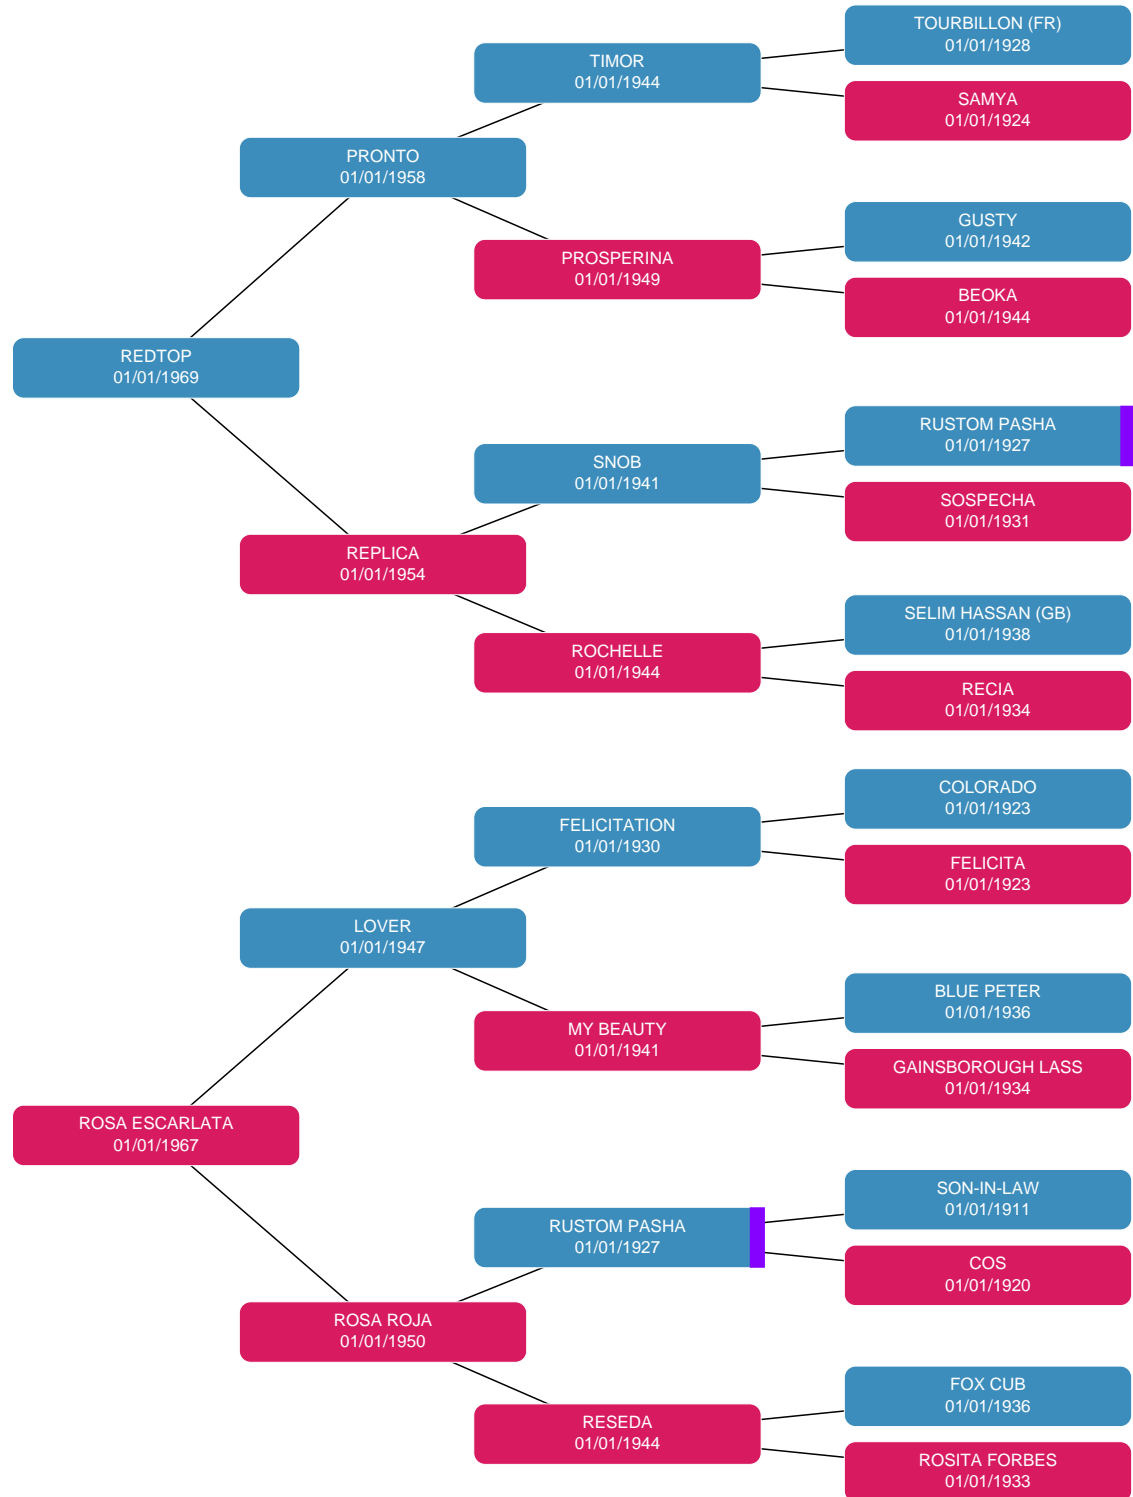 TOURBILLON (FR)
01/01/1928
TIMOR
01/01/1944
SAMYA
01/01/1924
PRONTO
01/01/1958
GUSTY
01/01/1942
PROSPERINA
01/01/1949
BEOKA
01/01/1944
REDTOP
01/01/1969
RUSTOM PASHA
01/01/1927
SNOB
01/01/1941
SOSPECHA
01/01/1931
REPLICA
01/01/1954
SELIM HASSAN (GB)
01/01/1938
ROCHELLE
01/01/1944
RECIA
01/01/1934
COLORADO
01/01/1923
FELICITATION
01/01/1930
FELICITA
01/01/1923
LOVER
01/01/1947
BLUE PETER
01/01/1936
MY BEAUTY
01/01/1941
GAINSBOROUGH LASS
01/01/1934
ROSA ESCARLATA
01/01/1967
SON-IN-LAW
01/01/1911
RUSTOM PASHA
01/01/1927
COS
01/01/1920
ROSA ROJA
01/01/1950
FOX CUB
01/01/1936
RESEDA
01/01/1944
ROSITA FORBES
01/01/1933